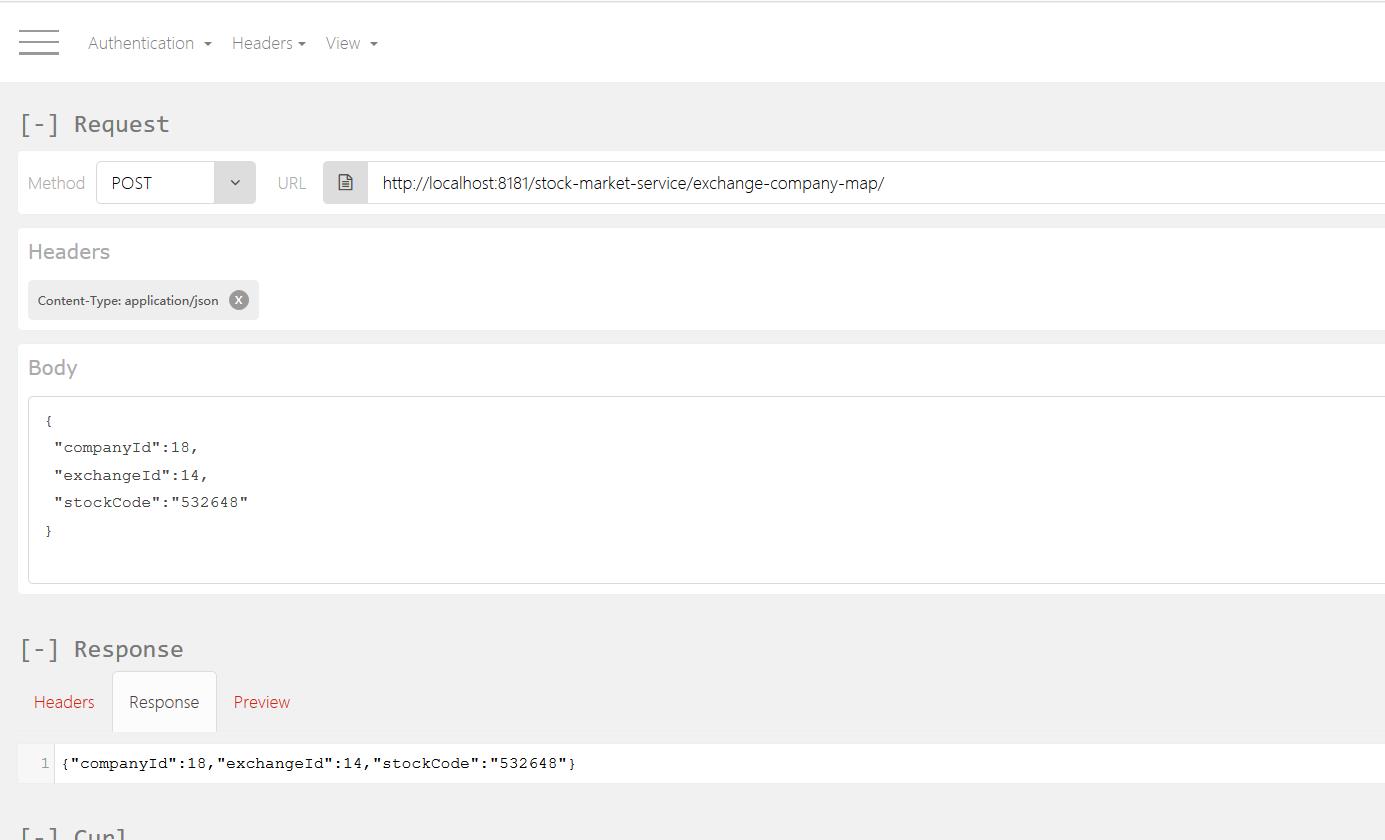 Authentication Headers View
[-] Request
Method POST URL http://localhost:8181/stock-market-service/exchange-company-map/
Headers
Content-Type: application/json X
Body
{
"companyId":18,
"exchangeId":14,
"stockCode":"532648"
}
[-] Response
Headers Response Preview
1 {"companyId":18,"exchangeId":14,"stockCode":"532648"}
[-] Curl